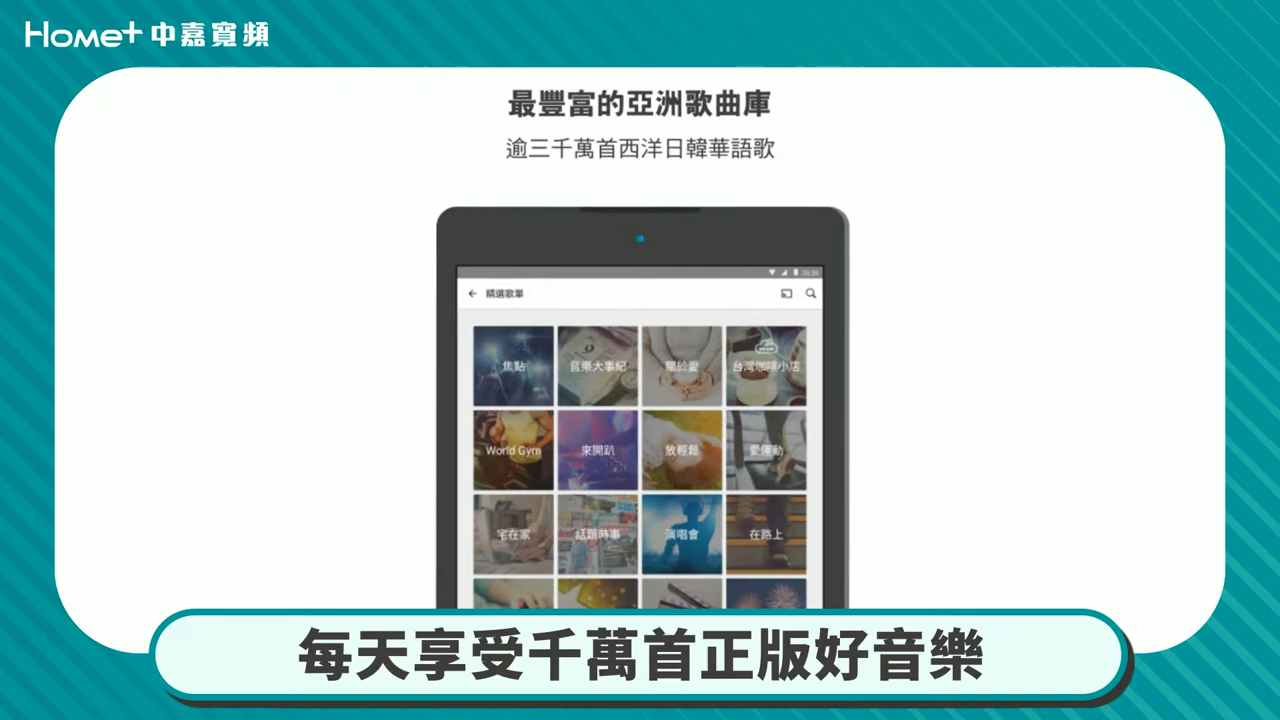 Home+ 中嘉寬頻
最豐富的亞洲歌曲庫
逾三千萬首西洋日韓華語歌
20:30
精選歌單
焦點
音樂大事紀
關於愛
台灣咖啡小店
World Gym
來開趴
放輕鬆
愛運動
宅在家
話題時事
演唱會
在路上
每天享受千萬首正版好音樂